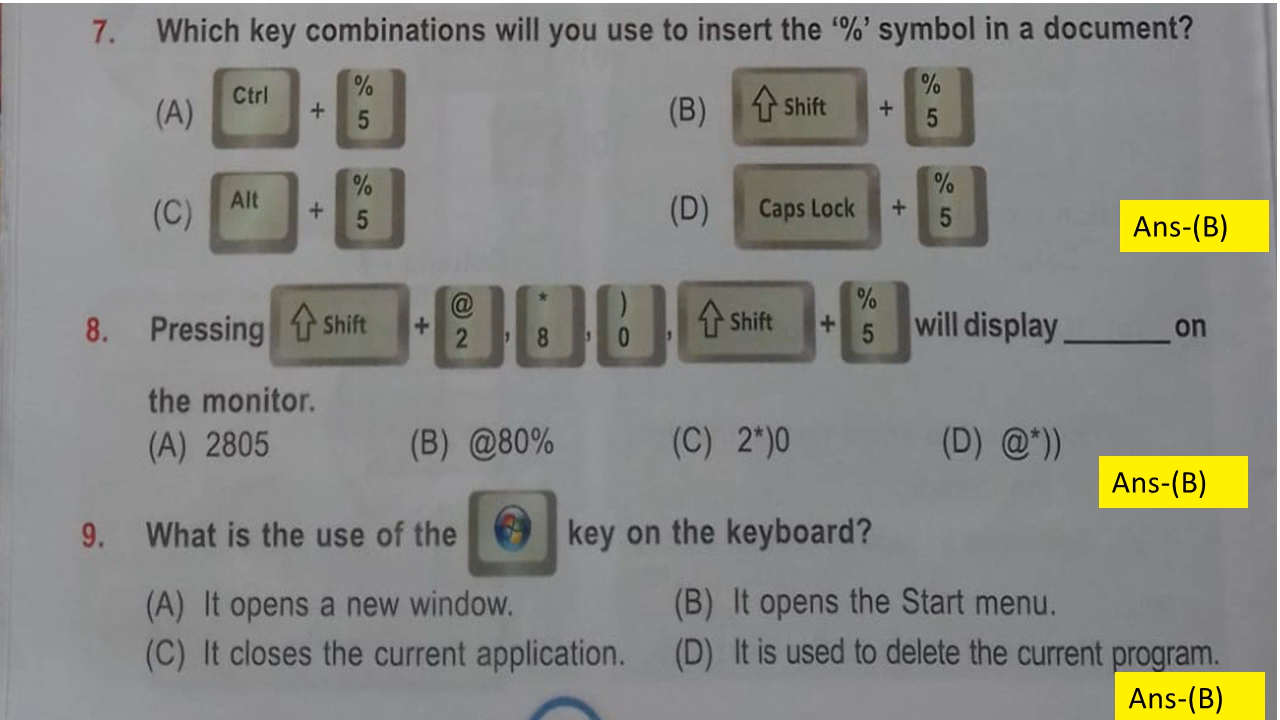 7. Which key combinations will you use to insert the '%' symbol in a document?
(A) Ctrl + % 5 (B) Shift + % 5
(C) Alt + % 5 (D) Caps Lock + % 5
Ans-(B)
8. Pressing Shift + @ 2 , * 8 , ) 0 , Shift + % 5 will display ______ on
the monitor.
(A) 2805 (B) @80% (C) 2*)0 (D) @*))
Ans-(B)
9. What is the use of the key on the keyboard?
(A) It opens a new window. (B) It opens the Start menu.
(C) It closes the current application. (D) It is used to delete the current program.
Ans-(B)